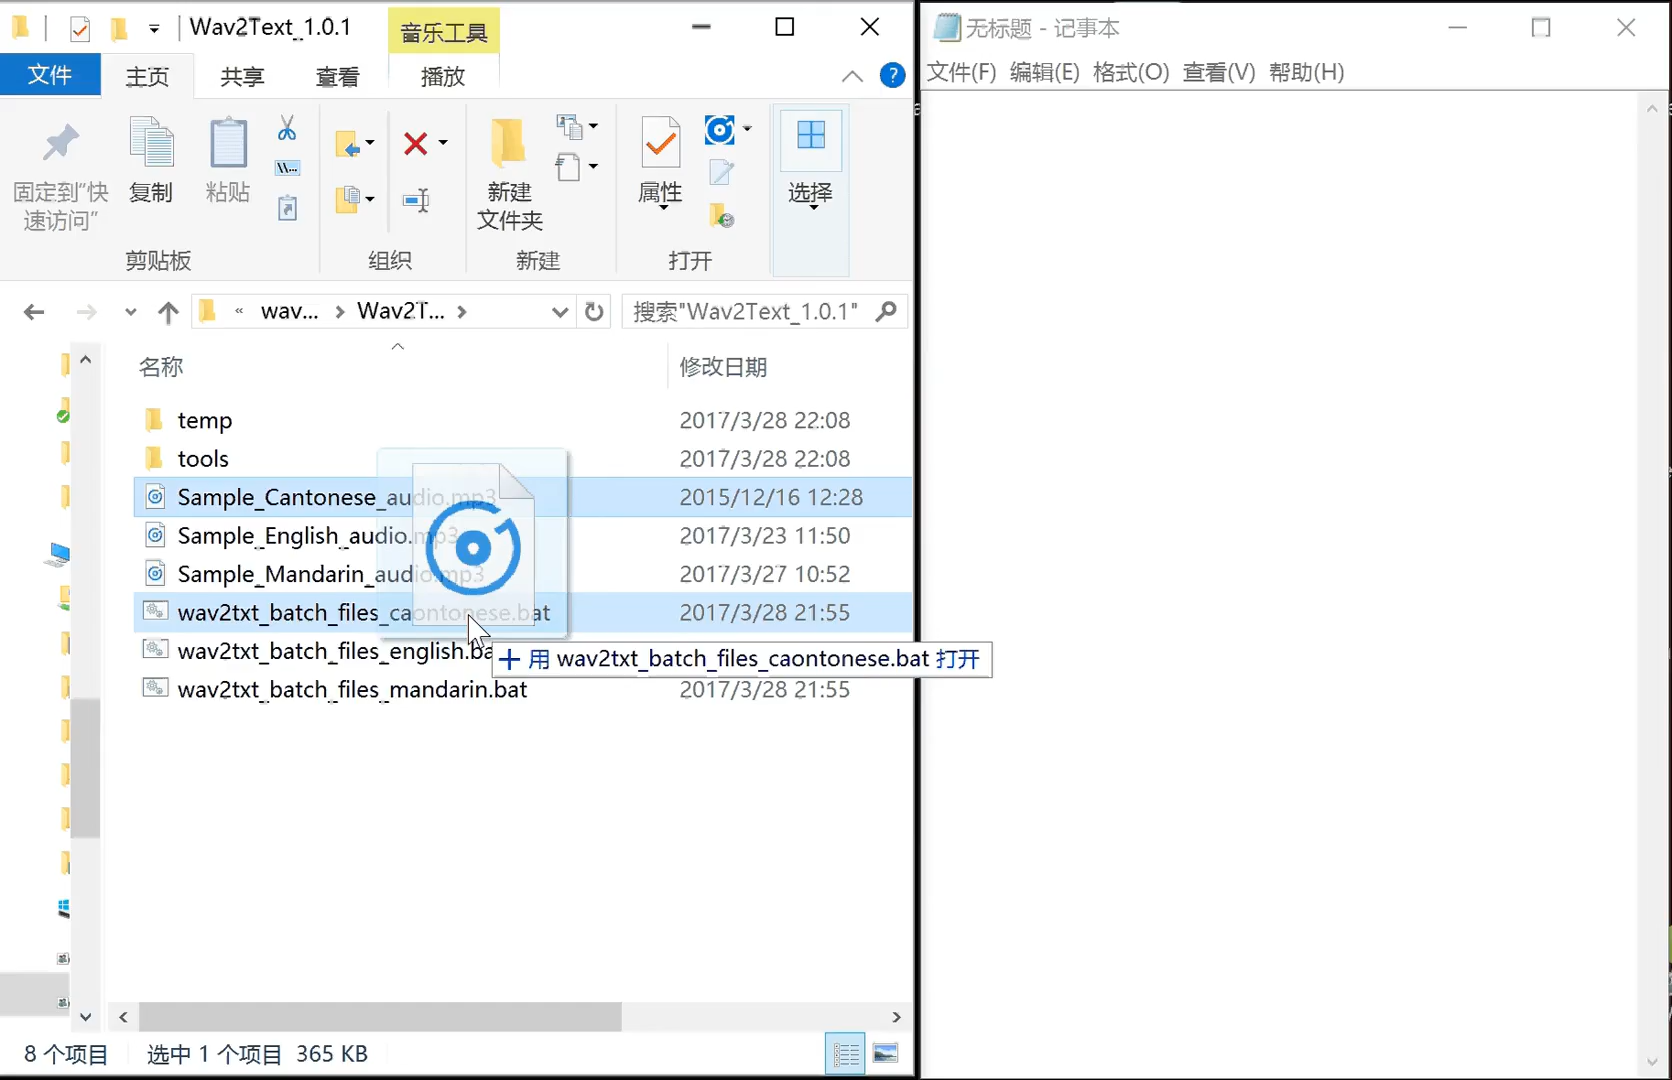 Wav2Text_1.0.1
音乐工具
文件
主页
共享
查看
播放
固定到"快
速访问"
复制
粘贴
新建
文件夹
属性
选择
剪贴板
组织
新建
打开
« wav... > Wav2T... >
搜索"Wav2Text_1.0.1"
名称
修改日期
temp
2017/3/28 22:08
tools
2017/3/28 22:08
Sample_Cantonese_audio.mp3
2015/12/16 12:28
Sample_English_audio.mp3
2017/3/23 11:50
Sample_Mandarin_audio.mp3
2017/3/27 10:52
wav2txt_batch_files_caontonese.bat
2017/3/28 21:55
wav2txt_batch_files_english.ba
+ 用 wav2txt_batch_files_caontonese.bat 打开
wav2txt_batch_files_mandarin.bat
2017/3/28 21:55
8 个项目
选中 1 个项目 365 KB
无标题 - 记事本
文件(F) 编辑(E) 格式(O) 查看(V) 帮助(H)